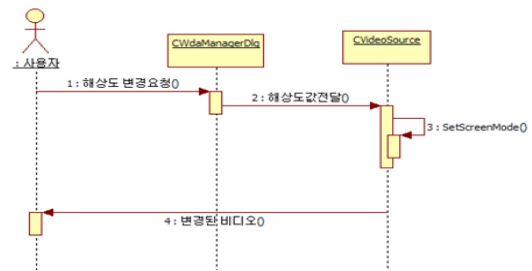 : 사용자
CWdaManagerDlg
CVideoSource
1 : 해상도 변경요청()
2 : 해상도값전달()
3 : SetScreenMode()
4 : 변경된 비디오()